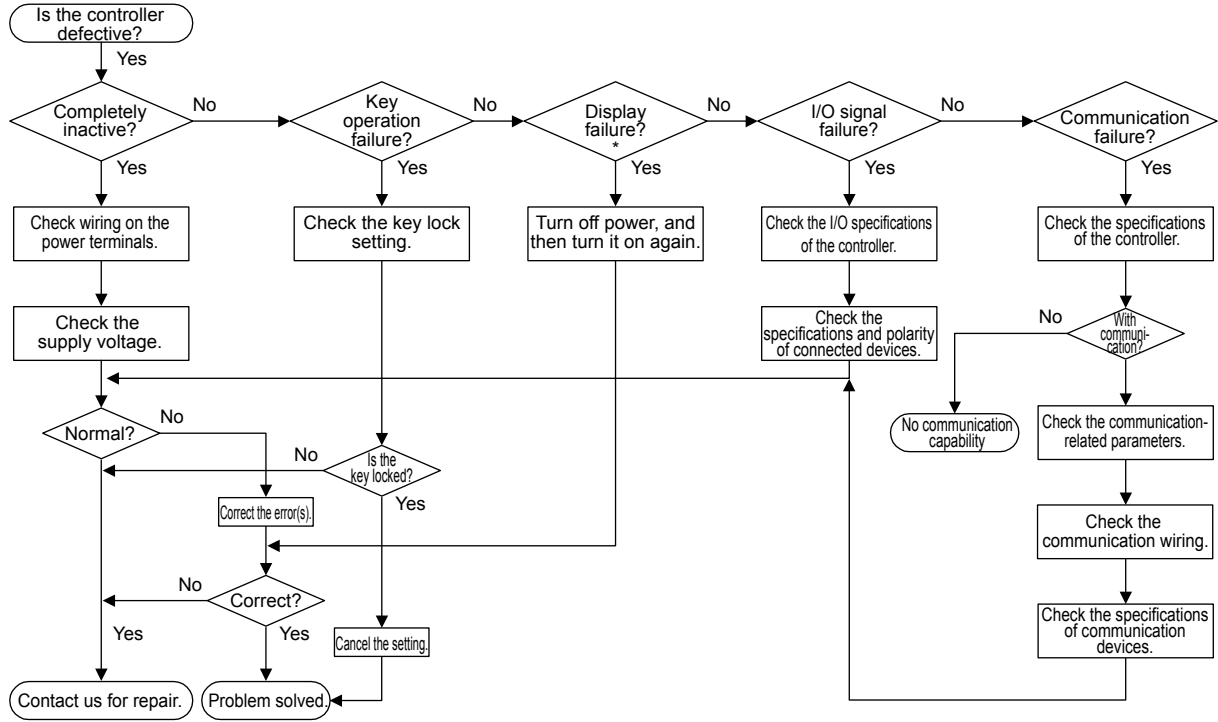 Is the controller
defective?
Yes
Completely
inactive?
No
Key
operation
failure?
No
Display
failure?
*
No
I/O signal
failure?
No
Communication
failure?
Yes
Yes
Yes
Yes
Yes
Check wiring on the
power terminals.
Check the key lock
setting.
Turn off power, and
then turn it on again.
Check the I/O specifications
of the controller.
Check the specifications
of the controller.
Check the
supply voltage.
Check the
specifications and polarity
of connected devices.
No
With
communi-
cation?
Yes
Normal?
No
No communication
capability
Check the communication-
related parameters.
No
Is the
key locked?
Yes
Correct the error(s).
Check the
communication wiring.
No
Correct?
Yes
Yes
Cancel the setting.
Check the specifications
of communication
devices.
Contact us for repair.
Problem solved.